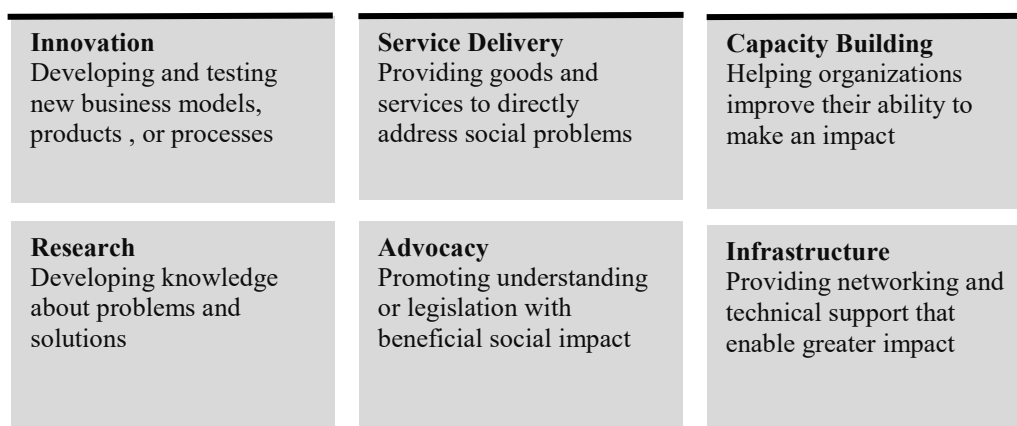 Innovation
Developing and testing
new business models,
products , or processes
Service Delivery
Providing goods and
services to directly
address social problems
Capacity Building
Helping organizations
improve their ability to
make an impact
Research
Developing knowledge
about problems and
solutions
Advocacy
Promoting understanding
or legislation with
beneficial social impact
Infrastructure
Providing networking and
technical support that
enable greater impact